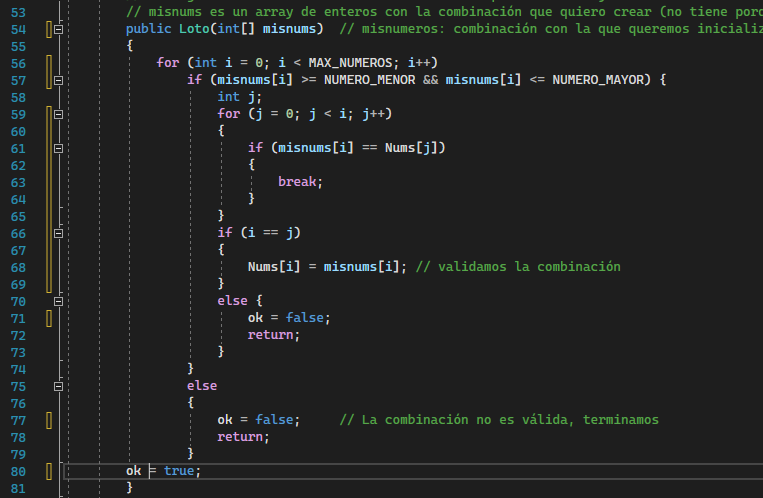 53 // misnums es un array de enteros con la combinación que quiero crear (no tiene
54 public Loto(int[] misnums) // misnumeros: combinación con la que queremos
55 {
56 for (int i = 0; i < MAX_NUMEROS; i++)
57 if (misnums[i] >= NUMERO_MENOR && misnums[i] <= NUMERO_MAYOR) {
58 int j;
59 for (j = 0; j < i; j++)
60 {
61 if (misnums[i] == Nums[j])
62 {
63 break;
64 }
65 }
66 if (i == j)
67 {
68 Nums[i] = misnums[i]; // validamos la combinación
69 }
70 else {
71 ok = false;
72 return;
73 }
74 }
75 else
76 {
77 ok = false; // La combinación no es válida, terminamos
78 return;
79 }
80 ok = true;
81 }